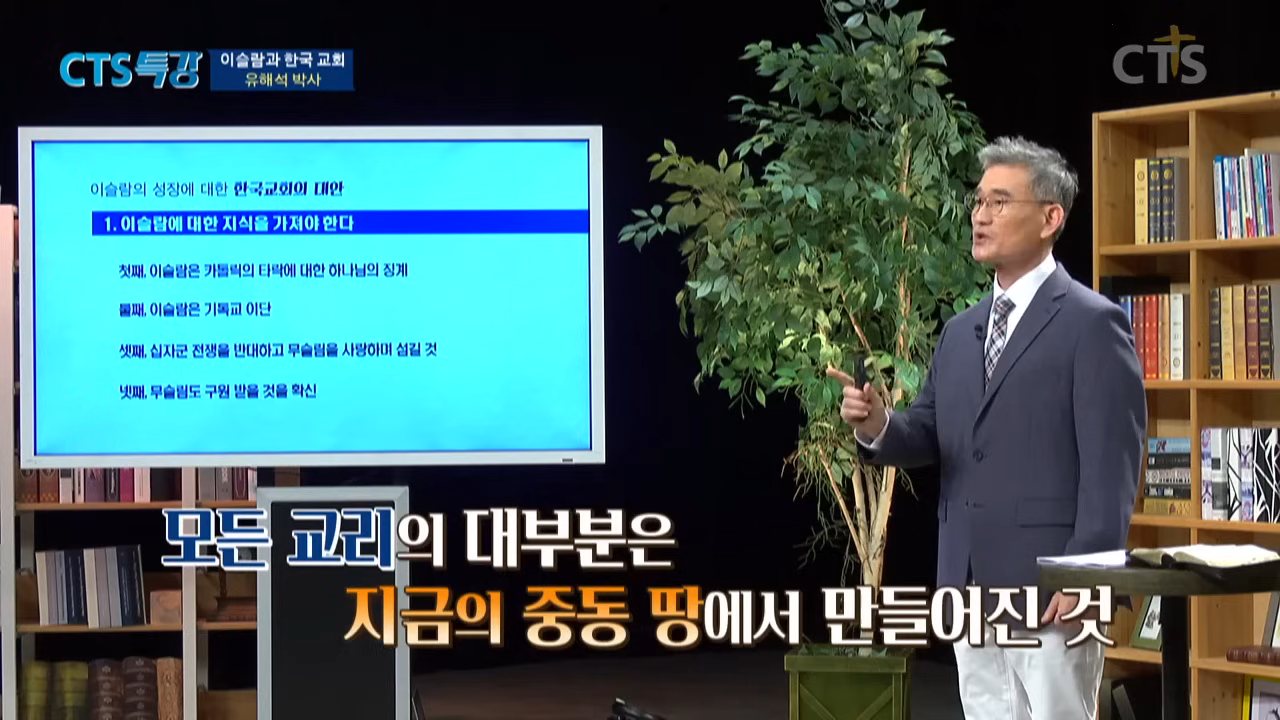 CTS특강
이슬람과 한국 교회
유해석 박사
CTS
이슬람의 성장에 대한 한국교회의 대안
1. 이슬람에 대한 지식을 가져야 한다
첫째, 이슬람은 카톨릭의 타락에 대한 하나님의 징계
둘째, 이슬람은 기독교 이단
셋째, 십자군 전쟁을 반대하고 무슬림을 사랑하며 섬길 것
넷째, 무슬림도 구원 받을 것을 확신
모든 교리의 대부분은
지금의 중동 땅에서 만들어진 것